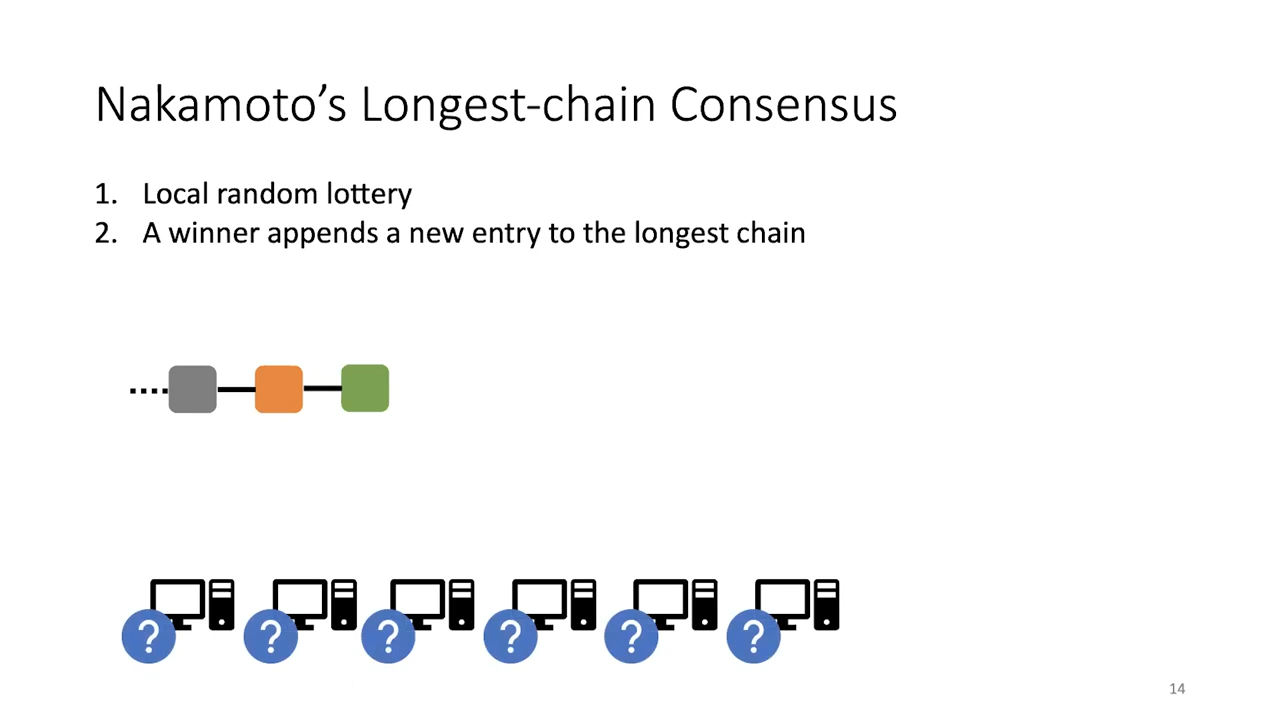 Nakamoto’s Longest-chain Consensus
1. Local random lottery
2. A winner appends a new entry to the longest chain
? ? ? ? ? ?
14